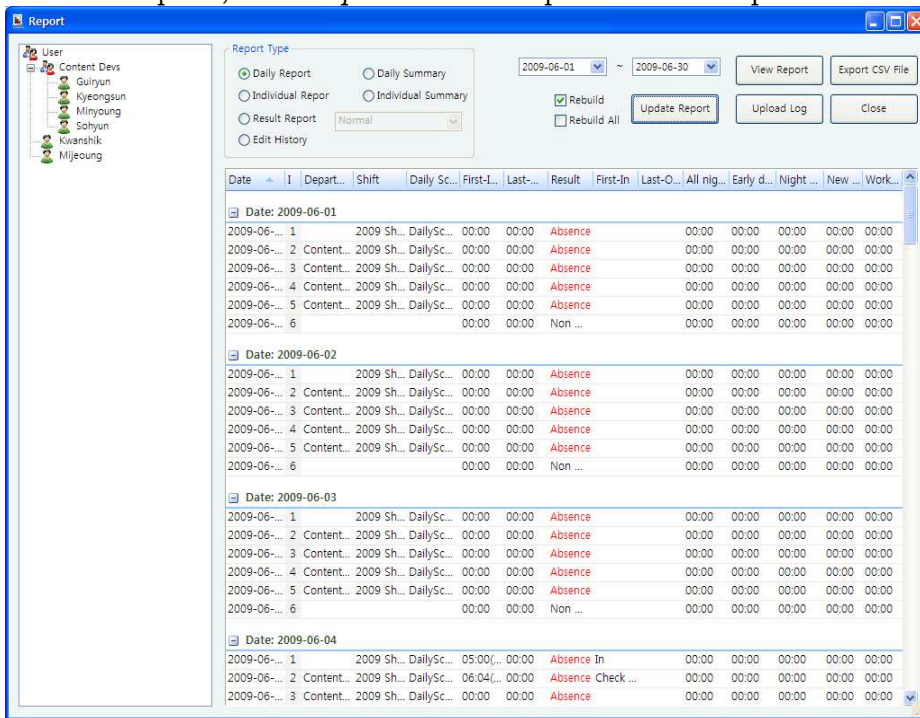 Report
User
Content Devs
Guiryun
Kyeongsun
Minyoung
Sohyun
Kwanshik
Mijeoung
Report Type
Daily Report Daily Summary
Individual Repor Individual Summary
Result Report Normal
Edit History
2009-06-01 ~ 2009-06-30
Rebuild
Rebuild All
Update Report
View Report Export CSV File
Upload Log Close
Date I Depart... Shift Daily Sc... First-I... Last-... Result First-In Last-O... All nig... Early d... Night ... New ... Work...
Date: 2009-06-01
2009-06-... 1 2009 Sh... DailySc... 00:00 00:00 Absence 00:00 00:00 00:00 00:00 00:00
2009-06-... 2 Content... 2009 Sh... DailySc... 00:00 00:00 Absence 00:00 00:00 00:00 00:00 00:00
2009-06-... 3 Content... 2009 Sh... DailySc... 00:00 00:00 Absence 00:00 00:00 00:00 00:00 00:00
2009-06-... 4 Content... 2009 Sh... DailySc... 00:00 00:00 Absence 00:00 00:00 00:00 00:00 00:00
2009-06-... 5 Content... 2009 Sh... DailySc... 00:00 00:00 Absence 00:00 00:00 00:00 00:00 00:00
2009-06-... 6 00:00 00:00 Non ... 00:00 00:00 00:00 00:00 00:00
Date: 2009-06-02
2009-06-... 1 2009 Sh... DailySc... 00:00 00:00 Absence 00:00 00:00 00:00 00:00 00:00
2009-06-... 2 Content... 2009 Sh... DailySc... 00:00 00:00 Absence 00:00 00:00 00:00 00:00 00:00
2009-06-... 3 Content... 2009 Sh... DailySc... 00:00 00:00 Absence 00:00 00:00 00:00 00:00 00:00
2009-06-... 4 Content... 2009 Sh... DailySc... 00:00 00:00 Absence 00:00 00:00 00:00 00:00 00:00
2009-06-... 5 Content... 2009 Sh... DailySc... 00:00 00:00 Absence 00:00 00:00 00:00 00:00 00:00
2009-06-... 6 00:00 00:00 Non ... 00:00 00:00 00:00 00:00 00:00
Date: 2009-06-03
2009-06-... 1 2009 Sh... DailySc... 00:00 00:00 Absence 00:00 00:00 00:00 00:00 00:00
2009-06-... 2 Content... 2009 Sh... DailySc... 00:00 00:00 Absence 00:00 00:00 00:00 00:00 00:00
2009-06-... 3 Content... 2009 Sh... DailySc... 00:00 00:00 Absence 00:00 00:00 00:00 00:00 00:00
2009-06-... 4 Content... 2009 Sh... DailySc... 00:00 00:00 Absence 00:00 00:00 00:00 00:00 00:00
2009-06-... 5 Content... 2009 Sh... DailySc... 00:00 00:00 Absence 00:00 00:00 00:00 00:00 00:00
2009-06-... 6 00:00 00:00 Non ... 00:00 00:00 00:00 00:00 00:00
Date: 2009-06-04
2009-06-... 1 2009 Sh... DailySc... 05:00(... 00:00 Absence In 00:00 00:00 00:00 00:00 00:00
2009-06-... 2 Content... 2009 Sh... DailySc... 06:04(... 00:00 Absence Check ... 00:00 00:00 00:00 00:00 00:00
2009-06-... 3 Content... 2009 Sh... DailySc... 00:00 00:00 Absence 00:00 00:00 00:00 00:00 00:00